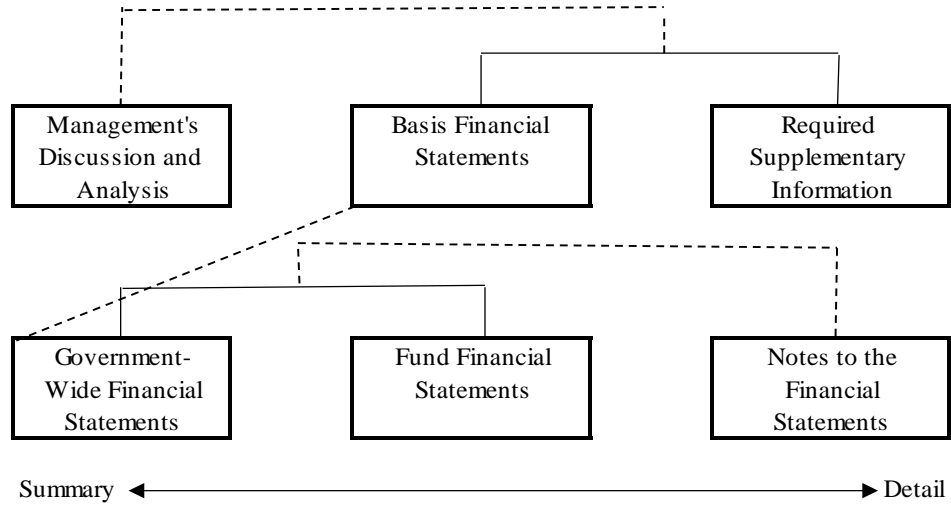 Management's
Discussion and
Analysis
Basis Financial
Statements
Required
Supplementary
Information
Government-
Wide Financial
Statements
Fund Financial
Statements
Notes to the
Financial
Statements
Summary
Detail